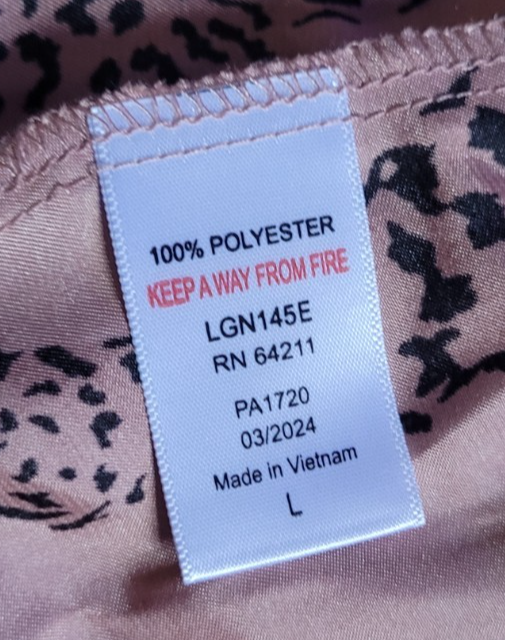 100% POLYESTER
KEEP A WAY FROM FIRE
LGN145E
RN 64211
PA1720
03/2024
Made in Vietnam
L